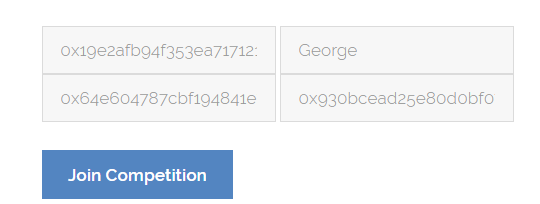 0x19e2afb94f353ea71712:
George
0x64e604787cbf194841e
0x930bcead25e80d0bf0
Join Competition